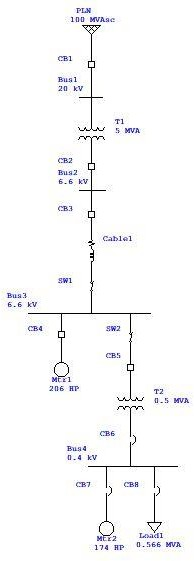 PLN
100 MVAsc
CB1
Bus1
20 kV
T1
5 MVA
CB2
Bus2
6.6 kV
CB3
Cable1
SW1
Bus3
6.6 kV
CB4
SW2
CB5
Mtr1
206 HP
T2
0.5 MVA
CB6
Bus4
0.4 kV
CB7
CB8
Mtr2
174 HP
Load1
0.566 MVA